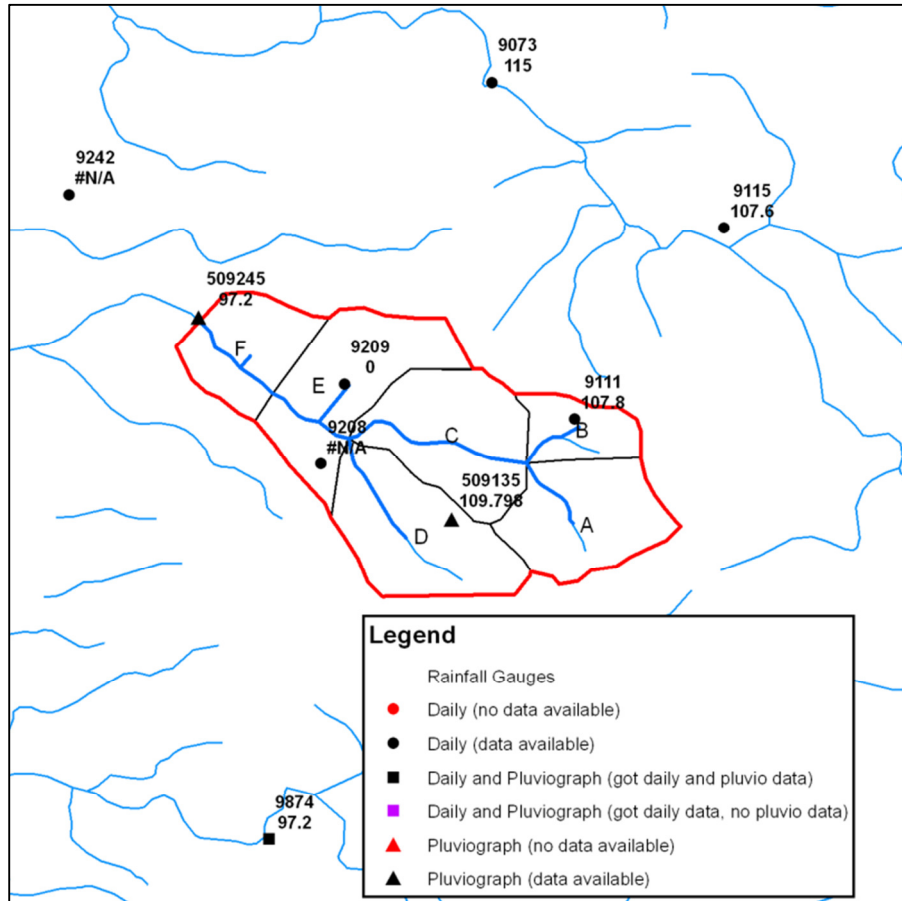 9073
115
9242
#N/A
9115
107.6
509245
97.2
F
9209
0
E
9111
107.8
B
9208
#N/A
C
509135
109.798
A
D
Legend
Rainfall Gauges
Daily (no data available)
Daily (data available)
Daily and Pluviograph (got daily and pluvio data)
Daily and Pluviograph (got daily data, no pluvio data)
Pluviograph (no data available)
Pluviograph (data available)
9874
97.2